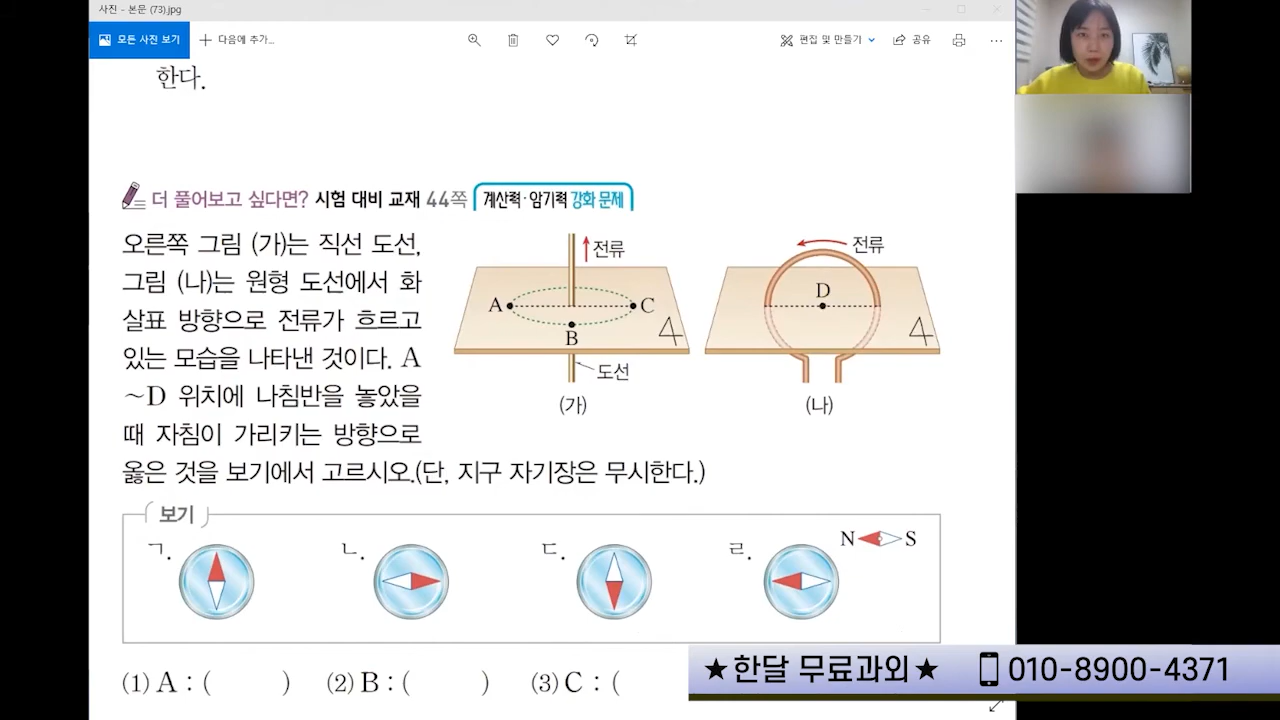 사진 - 본문 (73).jpg
모든 사진 보기
다음에 추가...
편집 및 만들기
공유
한다.
더 풀어보고 싶다면? 시험 대비 교재 44쪽 계산력·암기력 강화 문제
오른쪽 그림 (가)는 직선 도선,
그림 (나)는 원형 도선에서 화
살표 방향으로 전류가 흐르고
있는 모습을 나타낸 것이다. A
~D 위치에 나침반을 놓았을
때 자침이 가리키는 방향으로
옳은 것을 보기에서 고르시오.(단, 지구 자기장은 무시한다.)
전류
A
C
B
4
도선
(가)
전류
D
4
(나)
보기
ㄱ. ㄴ. ㄷ. ㄹ. N S
(1) A : ( ) (2) B : ( ) (3) C : (
★한달 무료과외★ 010-8900-4371